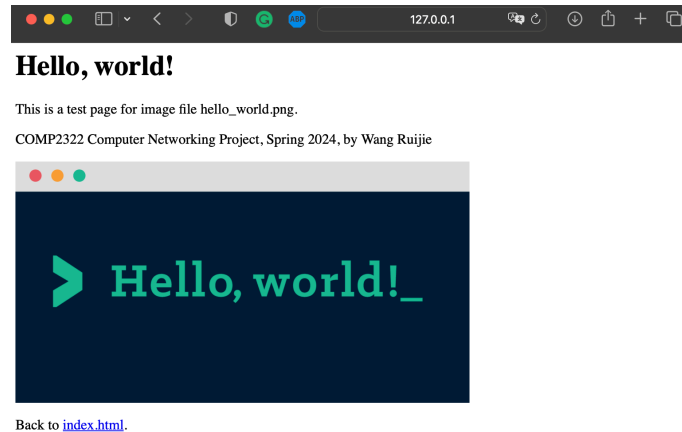 ABP
127.0.0.1
Hello, world!
This is a test page for image file hello_world.png.
COMP2322 Computer Networking Project, Spring 2024, by Wang Ruijie
> Hello, world!_
Back to index.html.